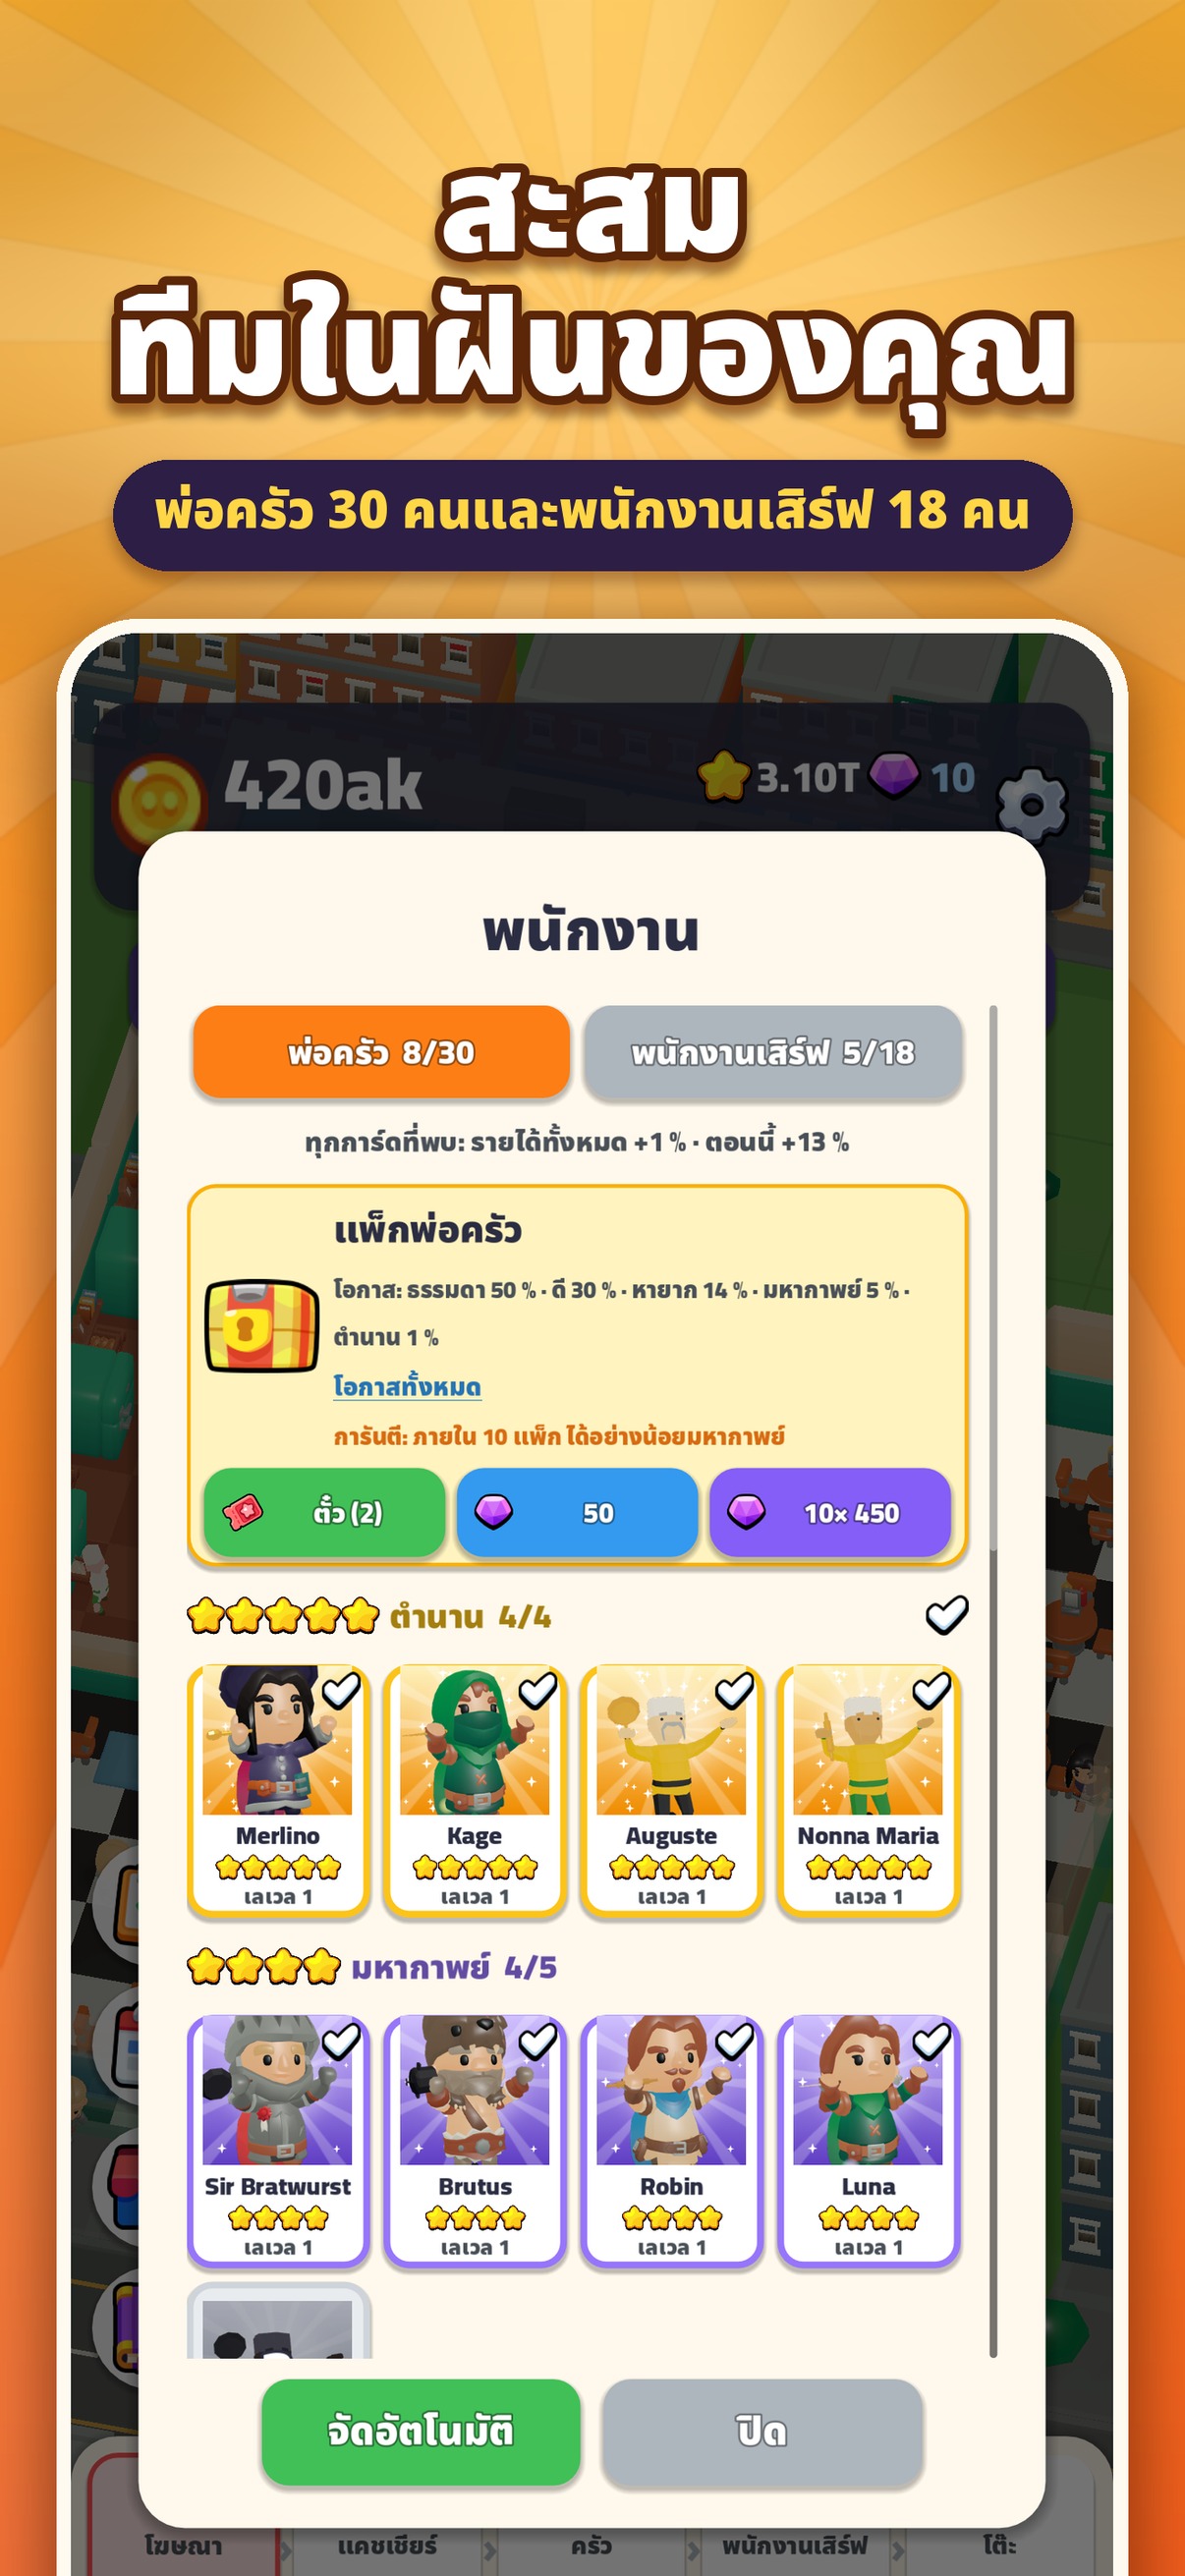 สะสม
ทีมในฝันของคุณ
พ่อครัว 30 คนและพนักงานเสิร์ฟ 18 คน
420ak
3.10T
10
พนักงาน
พ่อครัว 8/30
พนักงานเสิร์ฟ 5/18
ทุกการ์ดที่พบ: รายได้ทั้งหมด +1 % · ตอนนี้ +13 %
แพ็กพ่อครัว
โอกาส: ธรรมดา 50 % · ดี 30 % · หายาก 14 % · มหากาพย์ 5 % ·
ตำนาน 1 %
โอกาสทั้งหมด
การันตี: ภายใน 10 แพ็ก ได้อย่างน้อยมหากาพย์
ตั๋ว (2)
50
10× 450
ตำนาน 4/4
Merlino
Kage
Auguste
Nonna Maria
เลเวล 1
เลเวล 1
เลเวล 1
เลเวล 1
มหากาพย์ 4/5
Sir Bratwurst
Brutus
Robin
Luna
เลเวล 1
เลเวล 1
เลเวล 1
เลเวล 1
จัดอัตโนมัติ
ปิด
โฆษณา
แคชเชียร์
ครัว
พนักงานเสิร์ฟ
โต๊ะ